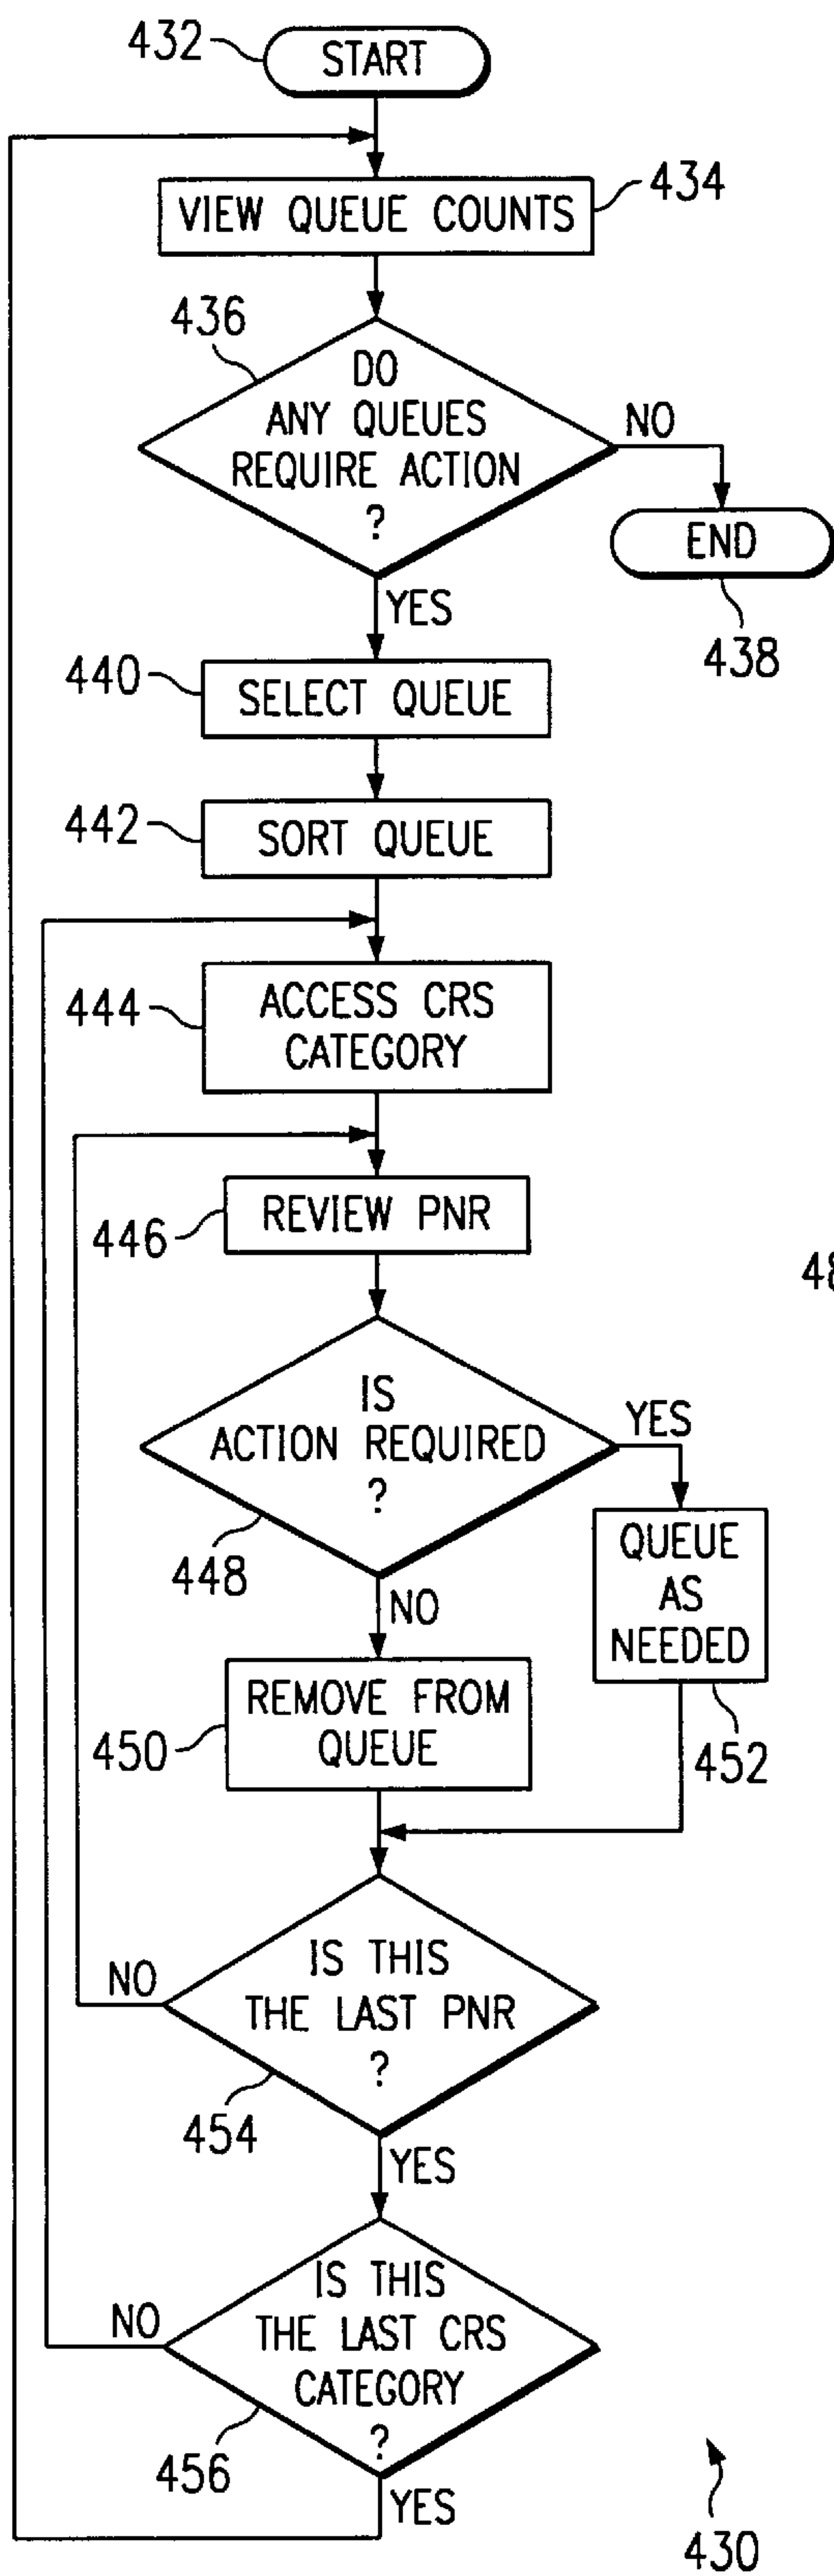 432
START
VIEW QUEUE COUNTS
434
436
DO
ANY QUEUES
REQUIRE ACTION
?
NO
END
438
YES
440
SELECT QUEUE
442
SORT QUEUE
444
ACCESS CRS
CATEGORY
446
REVIEW PNR
48
IS
ACTION REQUIRED
?
448
YES
QUEUE
AS
NEEDED
452
NO
450
REMOVE FROM
QUEUE
IS THIS
THE LAST PNR
?
NO
454
YES
IS THIS
THE LAST CRS
CATEGORY
?
NO
456
YES
430